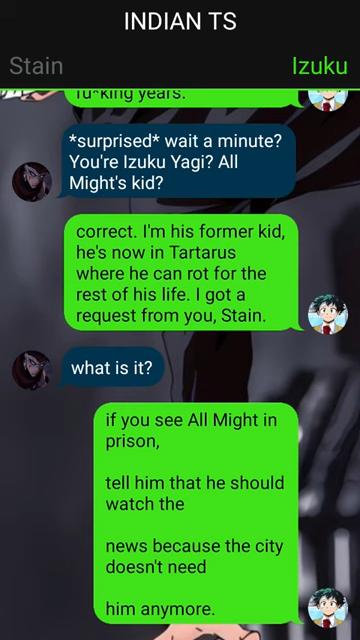 INDIAN TS
Stain
Izuku
fu*king years.
*surprised* wait a minute?
You're Izuku Yagi? All
Might's kid?
correct. I'm his former kid,
he's now in Tartarus
where he can rot for the
rest of his life. I got a
request from you, Stain.
what is it?
if you see All Might in
prison,
tell him that he should
watch the
news because the city
doesn't need
him anymore.